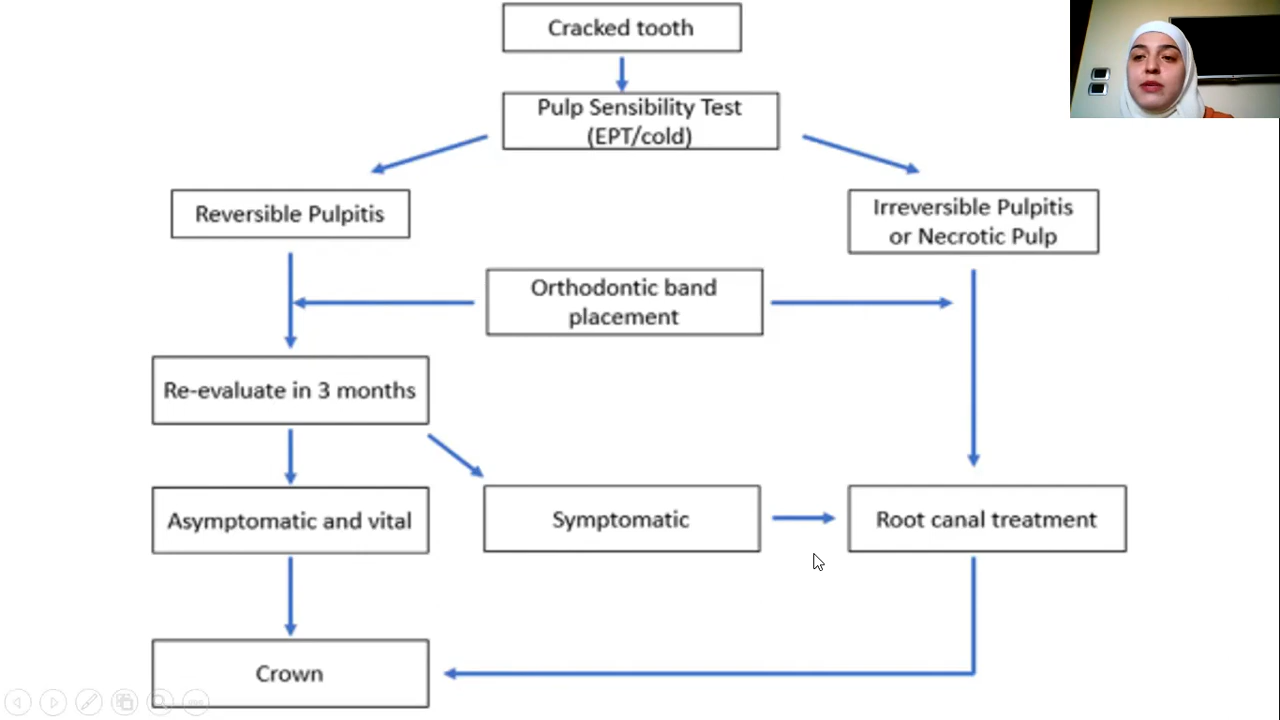 Cracked tooth
Pulp Sensibility Test
(EPT/cold)
Reversible Pulpitis
Irreversible Pulpitis
or Necrotic Pulp
Orthodontic band
placement
Re-evaluate in 3 months
Asymptomatic and vital
Symptomatic
Root canal treatment
Crown